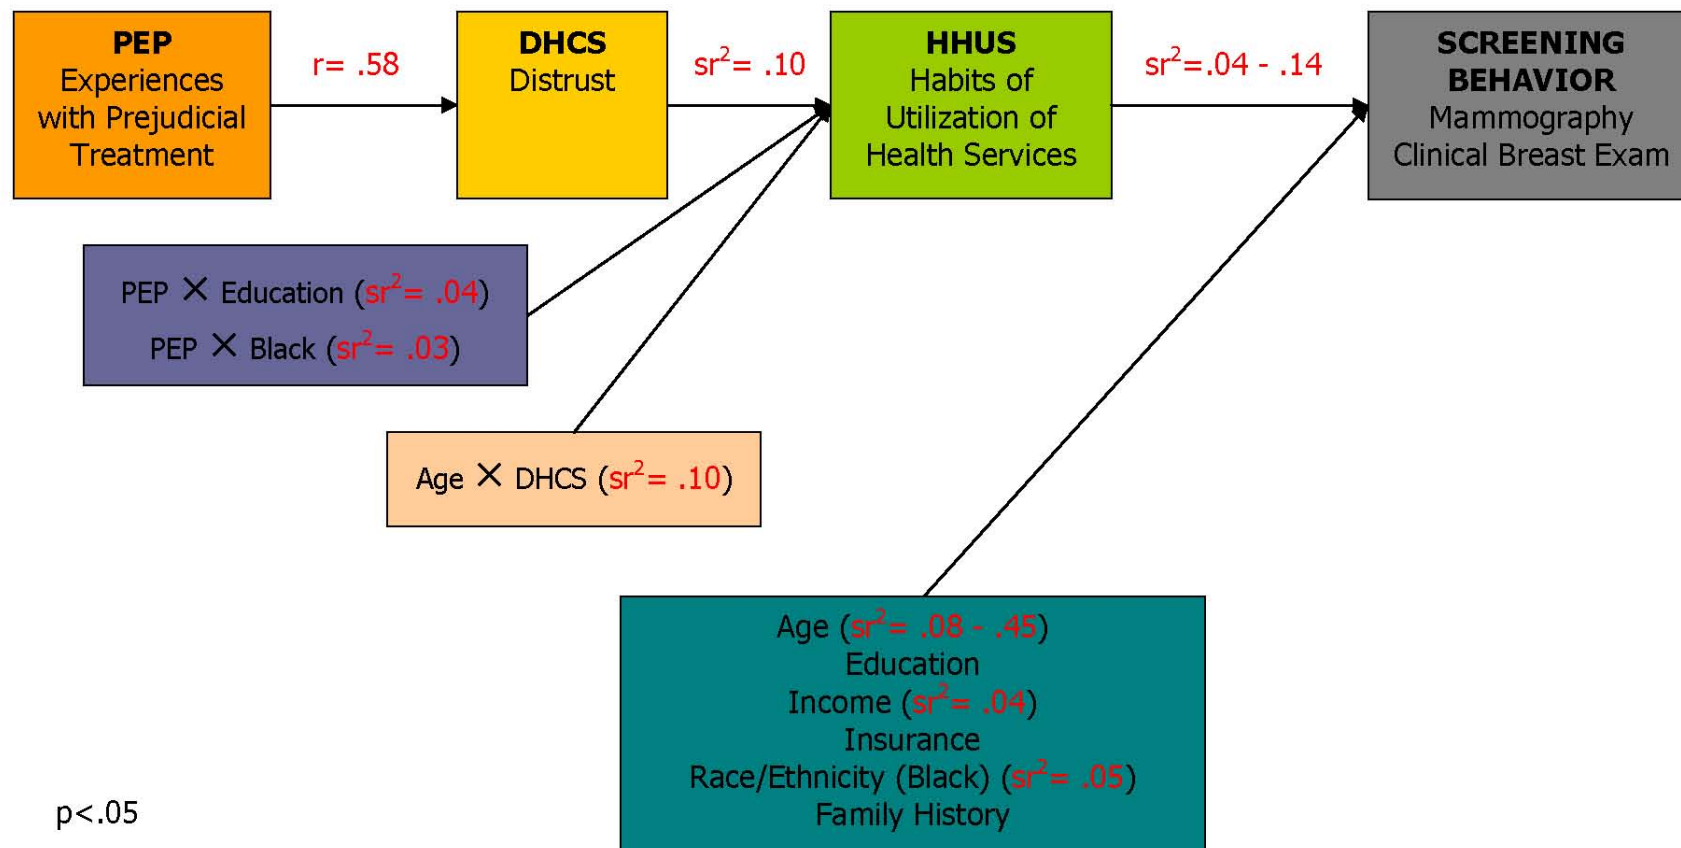 PEP
Experiences
with Prejudicial
Treatment
r= .58
DHCS
Distrust
sr²= .10
HHUS
Habits of
Utilization of
Health Services
sr²=.04 - .14
SCREENING
BEHAVIOR
Mammography
Clinical Breast Exam
PEP × Education (sr²= .04)
PEP × Black (sr²= .03)
Age × DHCS (sr²= .10)
Age (sr²= .08 - .45)
Education
Income (sr²= .04)
Insurance
Race/Ethnicity (Black) (sr²= .05)
Family History
p<.05